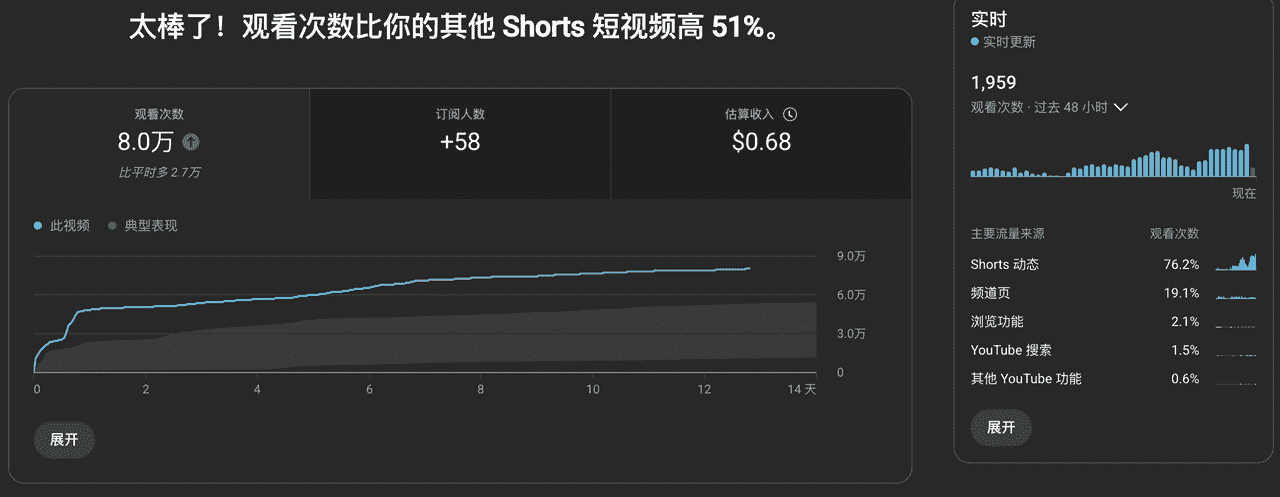 太棒了！观看次数比你的其他 Shorts 短视频高 51%。
观看次数
8.0万
比平时多 2.7万
订阅人数
+58
估算收入
$0.68
此视频
典型表现
9.0万
6.0万
3.0万
0
0 2 4 6 8 10 12 14 天
展开
实时
实时更新
1,959
观看次数 · 过去 48 小时
现在
主要流量来源 观看次数
Shorts 动态 76.2%
频道页 19.1%
浏览功能 2.1%
YouTube 搜索 1.5%
其他 YouTube 功能 0.6%
展开